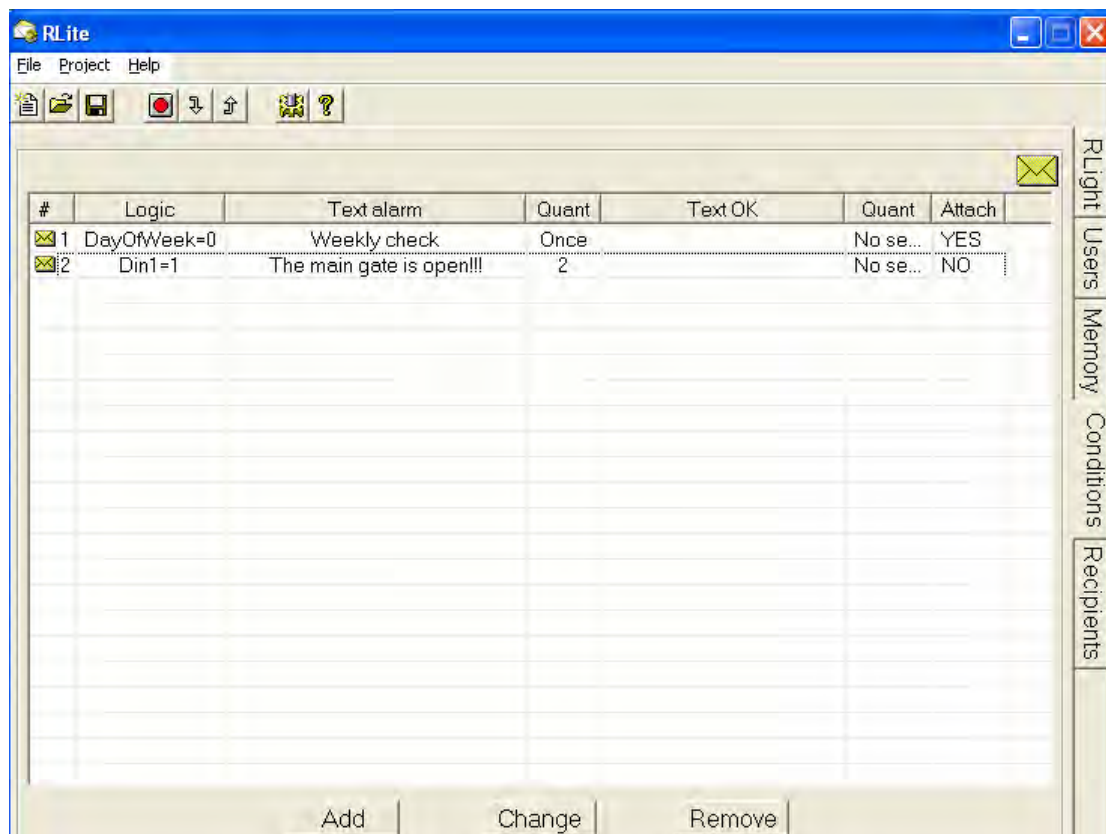 RLite
File Project Help
# Logic Text alarm Quant Text OK Quant Attach
1 DayOfWeek=0 Weekly check Once No se... YES
2 Din1=1 The main gate is open!!! 2 No se... NO
Add Change Remove
RLight
Users
Memory
Conditions
Recipients